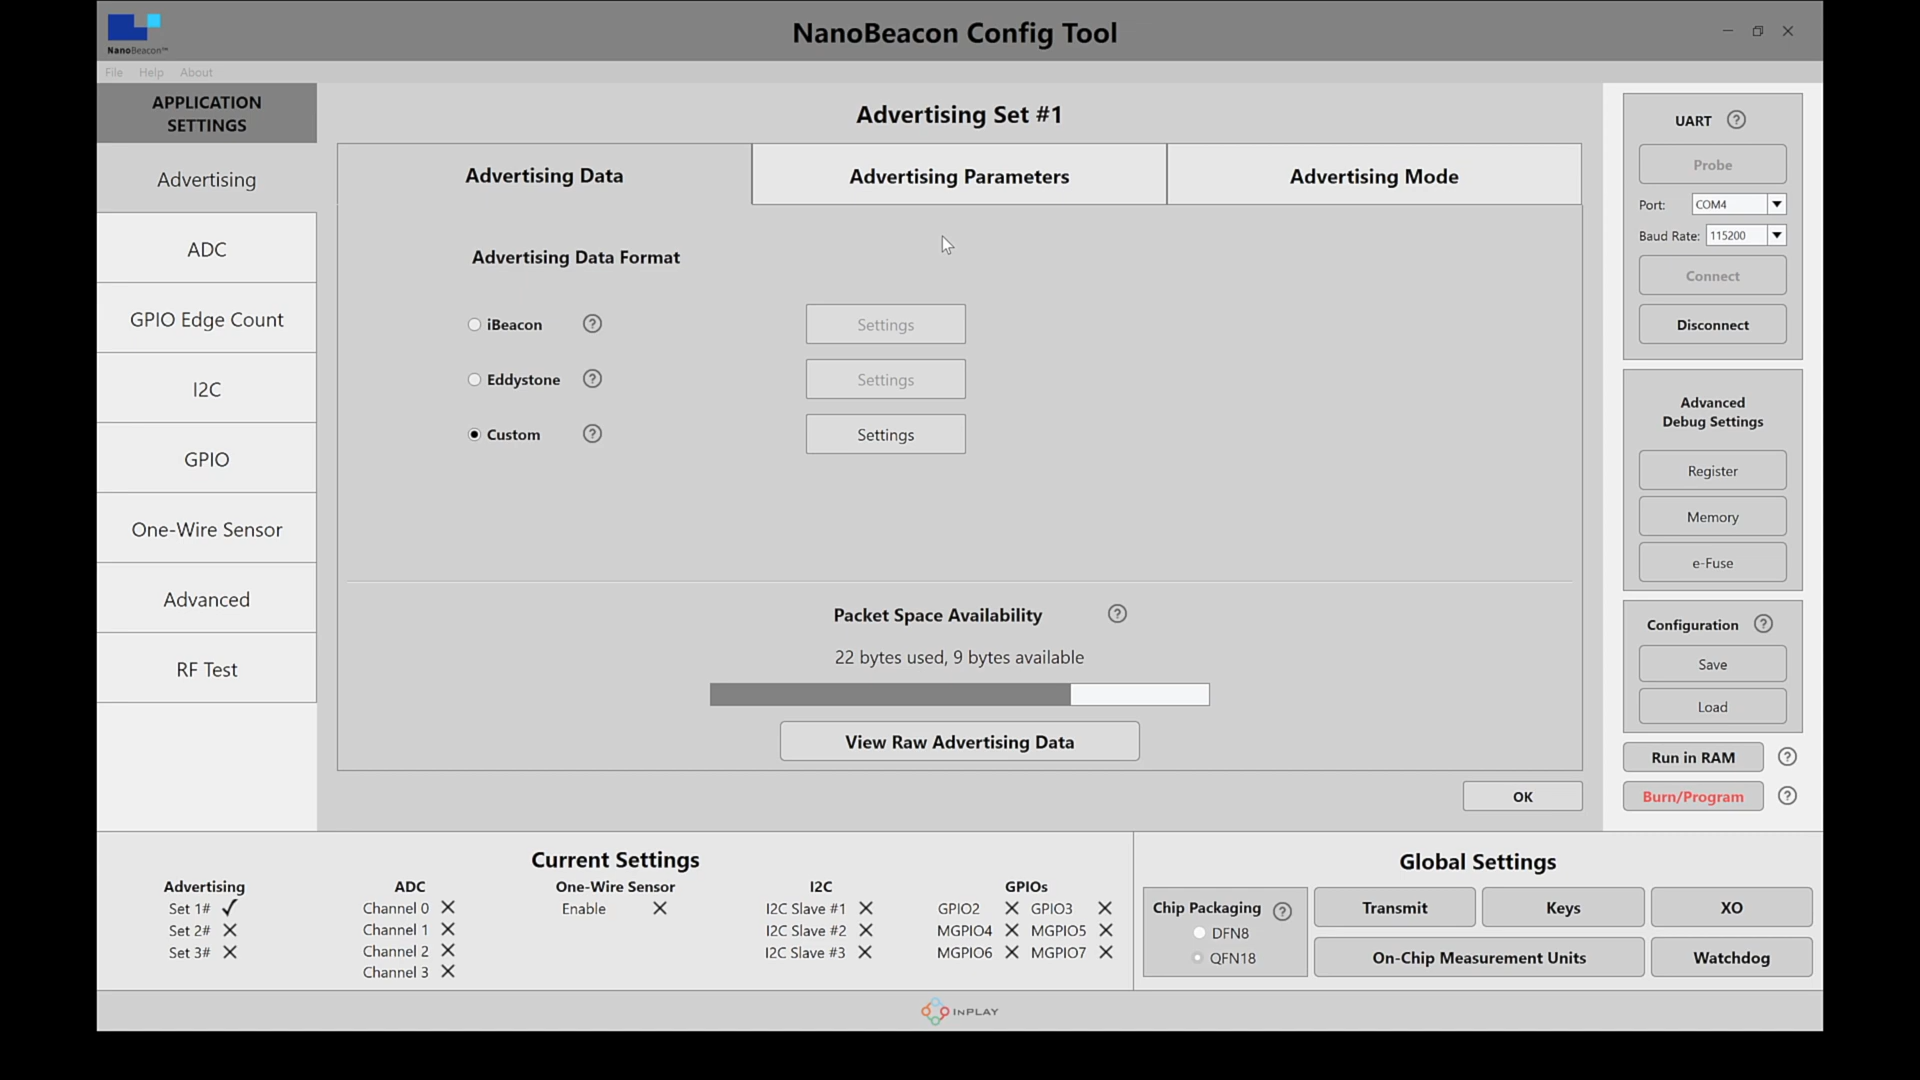 NanoBeacon Config Tool
NanoBeacon™
File Help About
APPLICATION
SETTINGS
Advertising
ADC
GPIO Edge Count
I2C
GPIO
One-Wire Sensor
Advanced
RF Test
Advertising Set #1
Advertising Data
Advertising Parameters
Advertising Mode
Advertising Data Format
iBeacon ? Settings
Eddystone ? Settings
Custom ? Settings
Packet Space Availability ?
22 bytes used, 9 bytes available
View Raw Advertising Data
OK
UART ?
Probe
Port: COM4
Baud Rate: 115200
Connect
Disconnect
Advanced
Debug Settings
Register
Memory
e-Fuse
Configuration ?
Save
Load
Run in RAM ?
Burn/Program ?
Current Settings
Advertising
Set 1#
Set 2#
Set 3#
ADC
Channel 0
Channel 1
Channel 2
Channel 3
One-Wire Sensor
Enable
I2C
I2C Slave #1
I2C Slave #2
I2C Slave #3
GPIOs
GPIO2 GPIO3
MGPIO4 MGPIO5
MGPIO6 MGPIO7
Global Settings
Chip Packaging ?
DFN8
QFN18
Transmit
Keys
XO
On-Chip Measurement Units
Watchdog
INPLAY